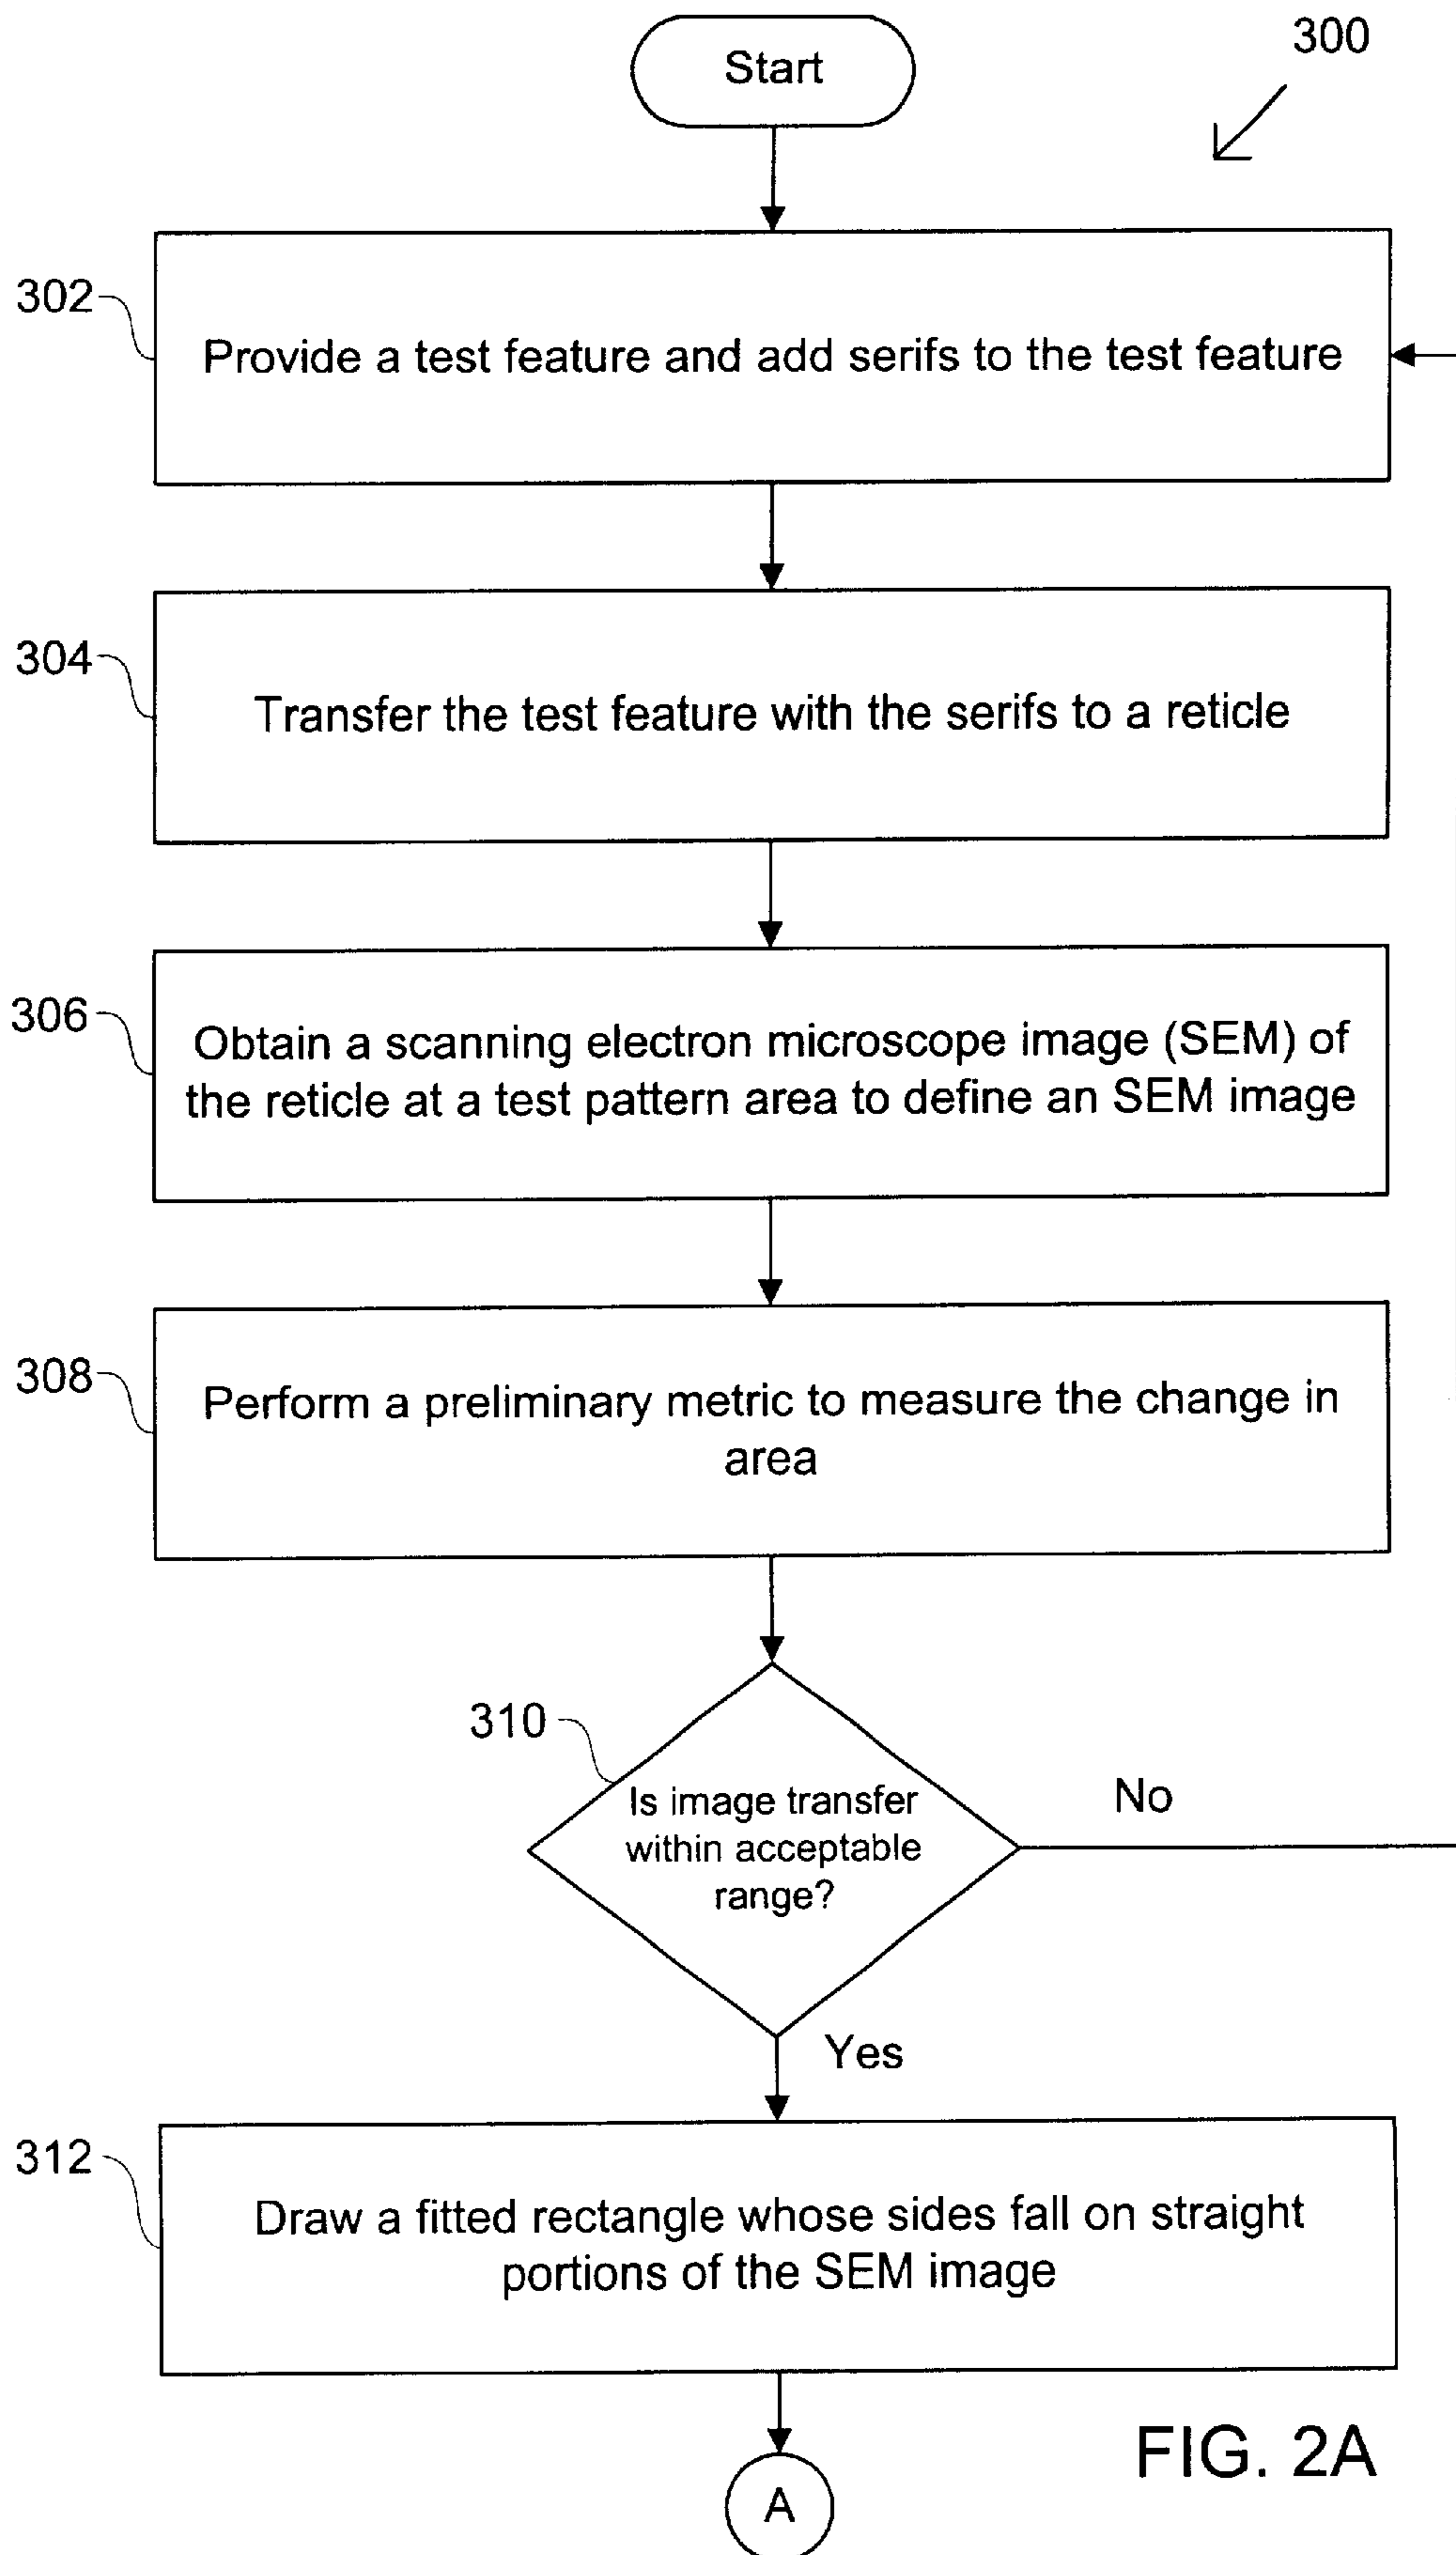 Start
300
302
Provide a test feature and add serifs to the test feature
304
Transfer the test feature with the serifs to a reticle
306
Obtain a scanning electron microscope image (SEM) of
the reticle at a test pattern area to define an SEM image
308
Perform a preliminary metric to measure the change in
area
310
Is image transfer
within acceptable
range?
No
Yes
312
Draw a fitted rectangle whose sides fall on straight
portions of the SEM image
FIG. 2A
A